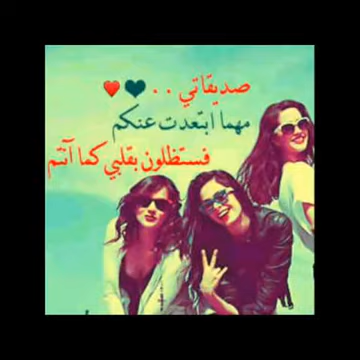 صديقاتي . . 💚 ❤
مهما ابتعدت عنكم
فستظلون بقلبي كما أنتم